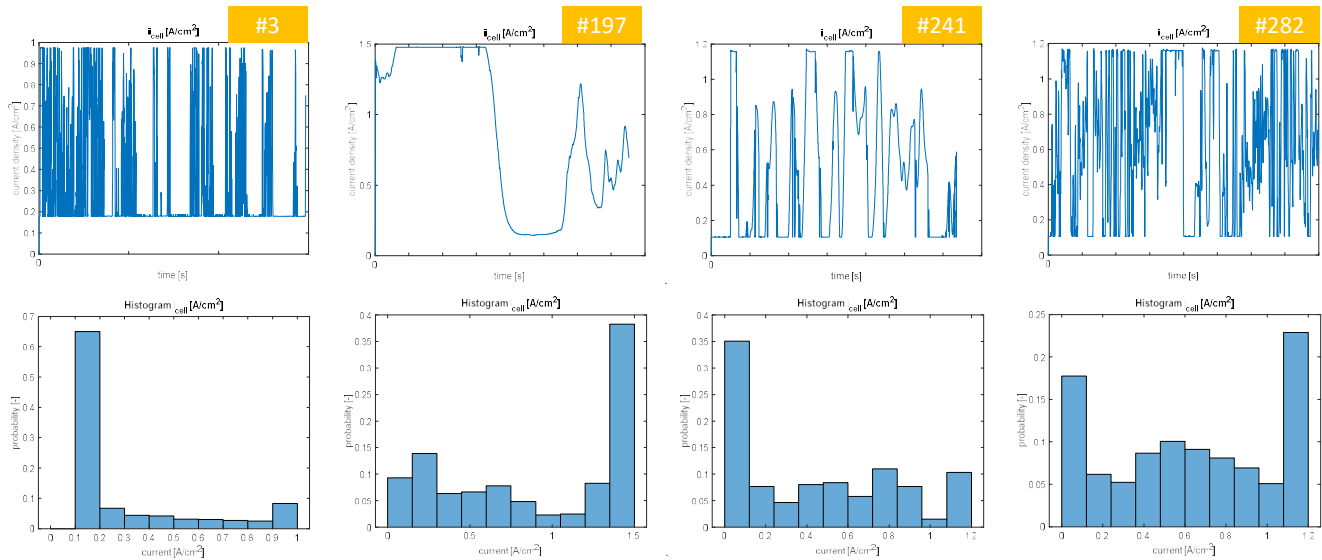 #3
i_cell [A/cm²]
current density [A/cm²]
1
0.9
0.8
0.7
0.6
0.5
0.4
0.3
0.2
0.1
0
0
time [s]
#197
i_cell [A/cm²]
current density [A/cm²]
1.5
1
0.5
0
0
time [s]
#241
i_cell [A/cm²]
current density [A/cm²]
1.2
1
0.8
0.6
0.4
0.2
0
0
time [s]
#282
i_cell [A/cm²]
current density [A/cm²]
1.2
1
0.8
0.6
0.4
0.2
0
0
time [s]
Histogram i_cell [A/cm²]
probability [-]
0.7
0.6
0.5
0.4
0.3
0.2
0.1
0
0 0.1 0.2 0.3 0.4 0.5 0.6 0.7 0.8 0.9 1
current [A/cm²]
Histogram i_cell [A/cm²]
probability [-]
0.4
0.35
0.3
0.25
0.2
0.15
0.1
0.05
0
0 0.5 1 1.5
current [A/cm²]
Histogram i_cell [A/cm²]
probability [-]
0.4
0.35
0.3
0.25
0.2
0.15
0.1
0.05
0
0 0.2 0.4 0.6 0.8 1 1.2
current [A/cm²]
Histogram i_cell [A/cm²]
probability [-]
0.25
0.2
0.15
0.1
0.05
0
0 0.2 0.4 0.6 0.8 1 1.2
current [A/cm²]